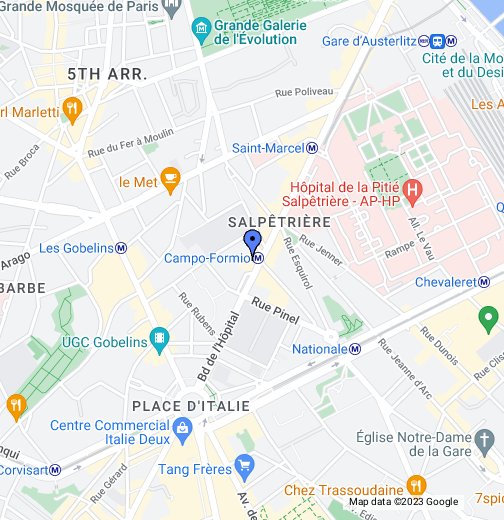 Grande Mosquée de Paris
Grande Galerie
de l'Évolution
Gare d'Austerlitz
Cité de la Mo
et du Desi
5TH ARR.
Rue Poliveau
Les A
rl Marletti
Rue Broca
Rue du Fer à Moulin
Saint-Marcel
le Met
Hôpital de la Pitié
Salpêtrière - AP-HP
SALPÊTRIÈRE
All. Le Vau
Rampe
Rue Jenner
Rue Esquirol
Les Gobelins
Arago
Campo-Formio
Chevaleret
BARBE
Rue Rubens
Bd de l'Hôpital
Rue Pinel
UGC Gobelins
Nationale
Rue Dunois
Rue Clis
Rue Jeanne d'Arc
PLACE D'ITALIE
Centre Commercial
Italie Deux
Église Notre-Dame
de la Gare
nqui
Corvisart
Rue Gérard
Tang Frères
Av. de
Chez Trassoudaine
7spi
Map data ©2023 Google